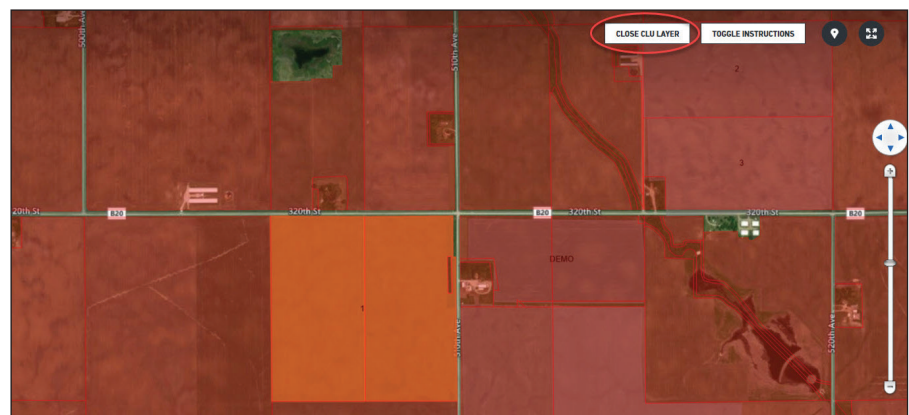 CLOSE CLU LAYER
TOGGLE INSTRUCTIONS
500th Ave
510th Ave
2
3
20th St
B20
320th St
B20
320th St
320th St
B20
DEMO
1
510th Ave
520th Ave